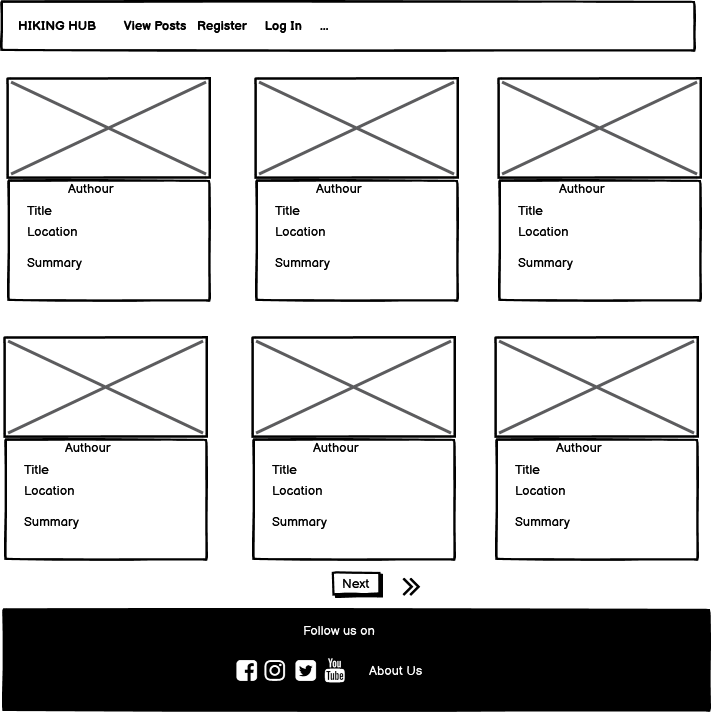 HIKING HUB View Posts Register Log In ...
Authour Authour Authour
Title Title Title
Location Location Location
Summary Summary Summary
Authour Authour Authour
Title Title Title
Location Location Location
Summary Summary Summary
Next
Follow us on
You
Tube
About Us